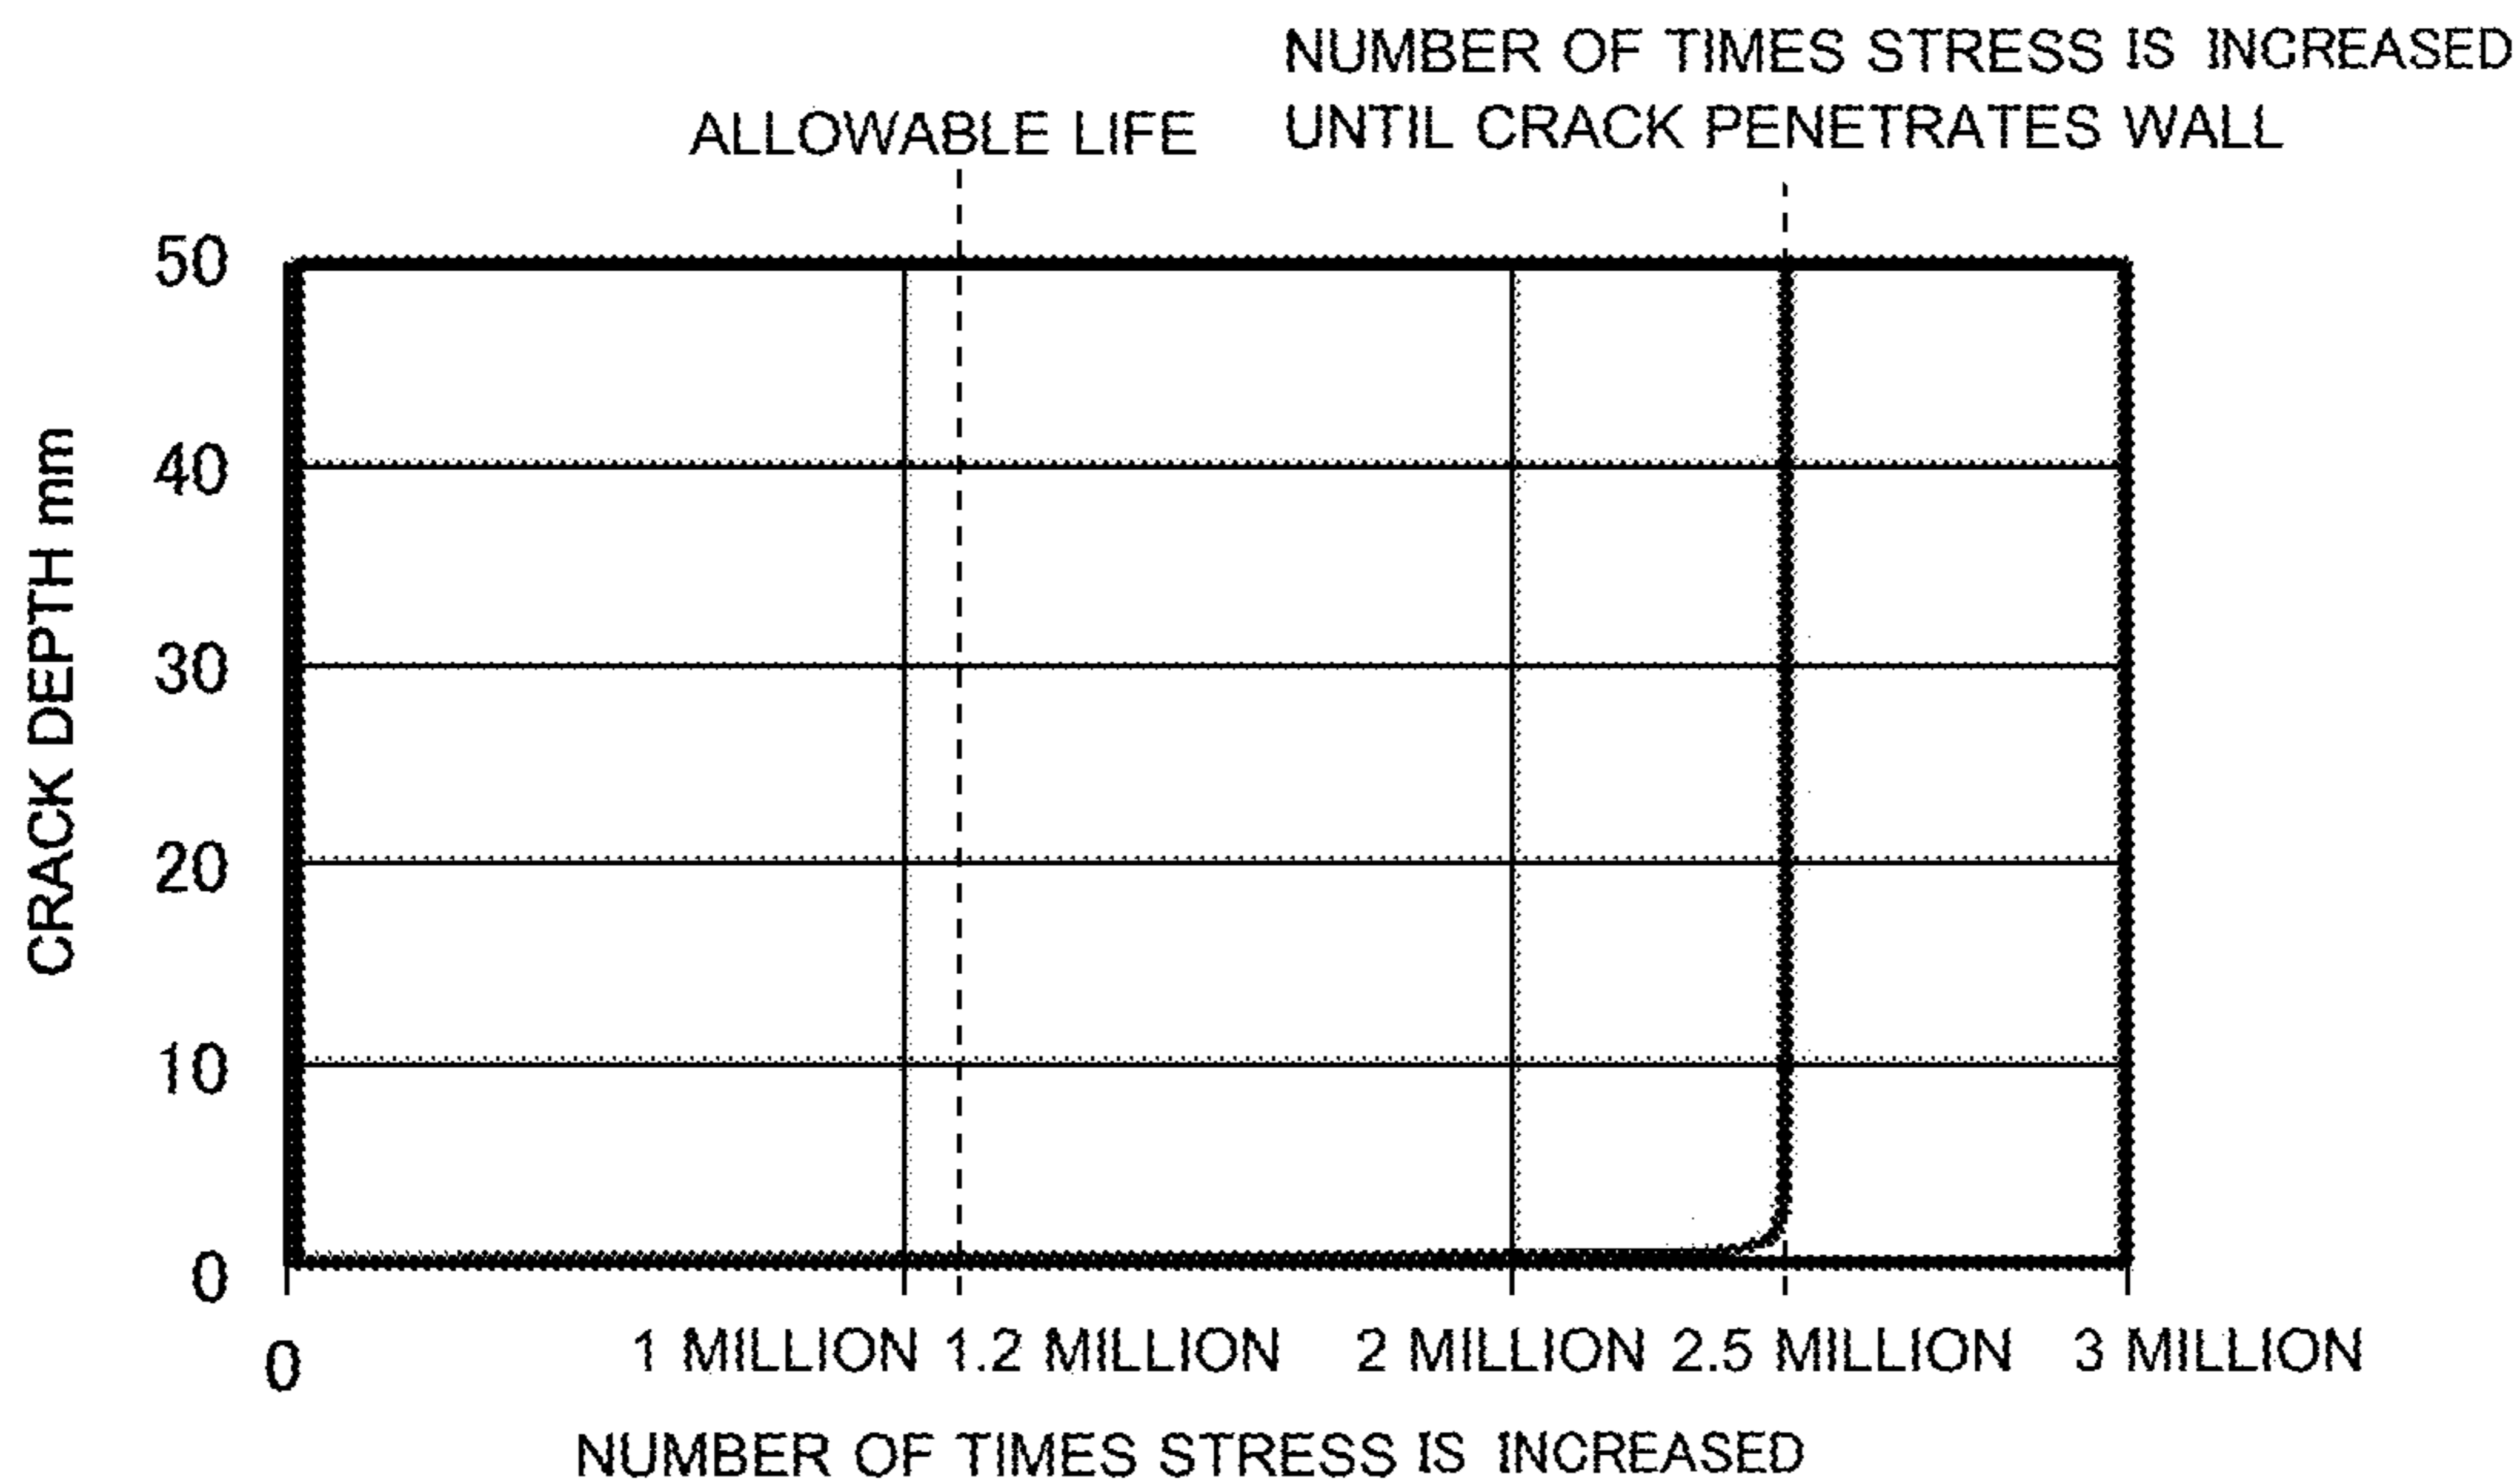 NUMBER OF TIMES STRESS IS INCREASED
UNTIL CRACK PENETRATES WALL
ALLOWABLE LIFE
CRACK DEPTH mm
50
40
30
20
10
0
0
1 MILLION 1.2 MILLION 2 MILLION 2.5 MILLION 3 MILLION
NUMBER OF TIMES STRESS IS INCREASED